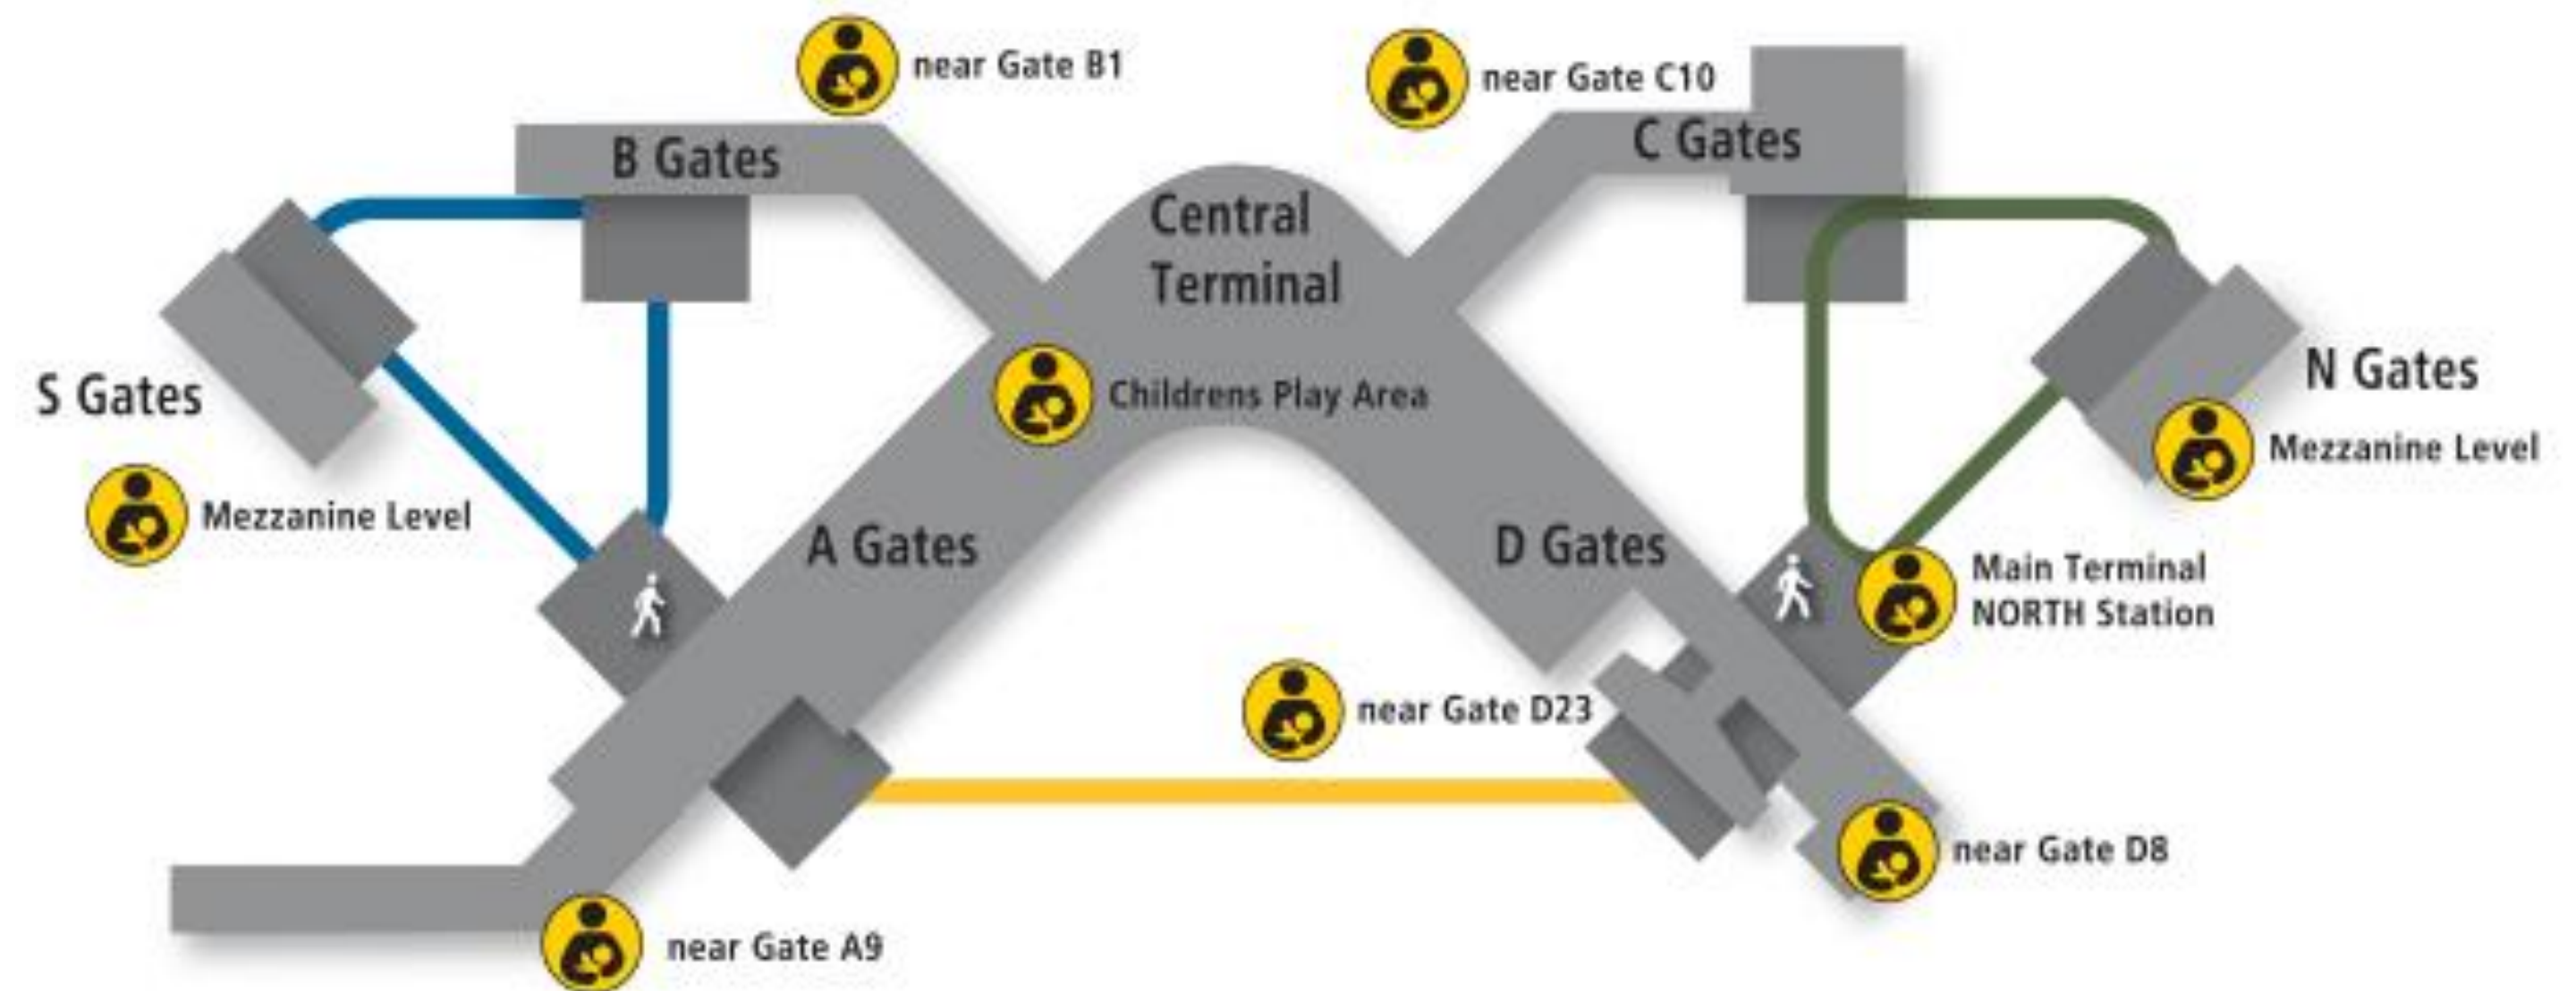 near Gate B1
near Gate C10
B Gates
C Gates
Central
Terminal
S Gates
Childrens Play Area
N Gates
Mezzanine Level
Mezzanine Level
A Gates
D Gates
Main Terminal
NORTH Station
near Gate D23
near Gate D8
near Gate A9